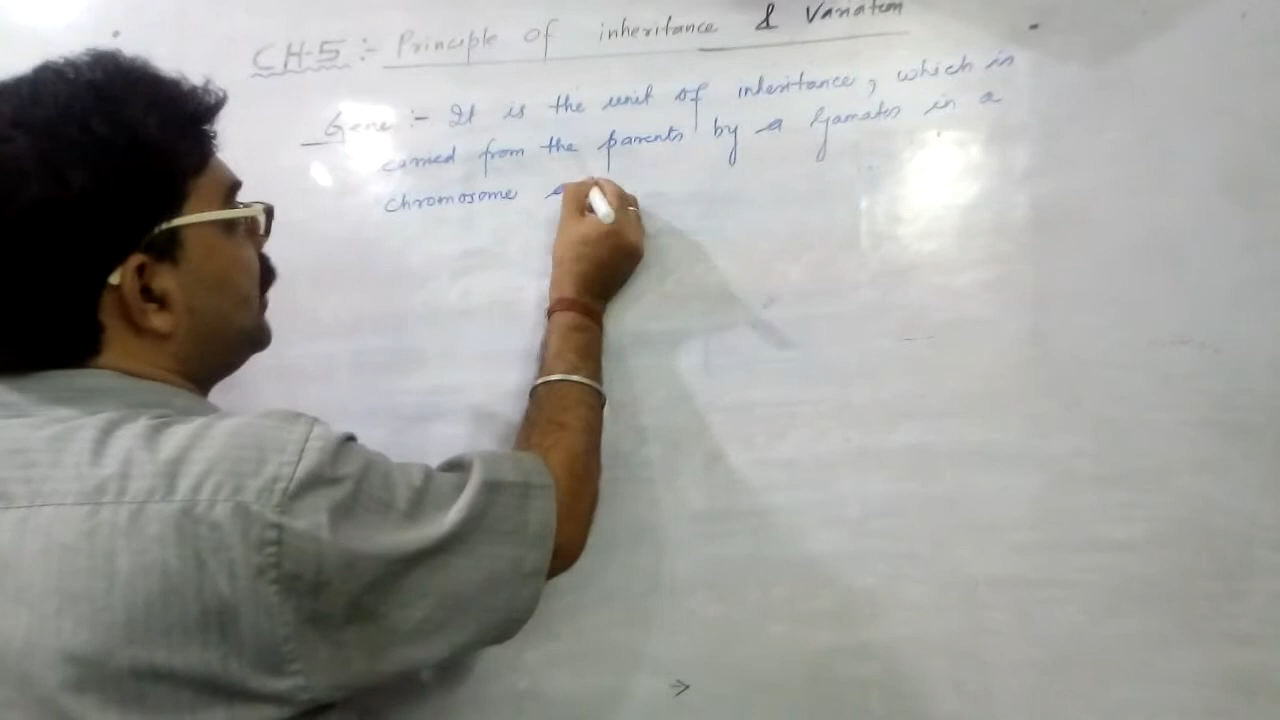 CH-5 :- Principle of inheritance & Variation
Gene :- It is the unit of inheritance, which is
carried from the parents by a Gamates in a
chromosome